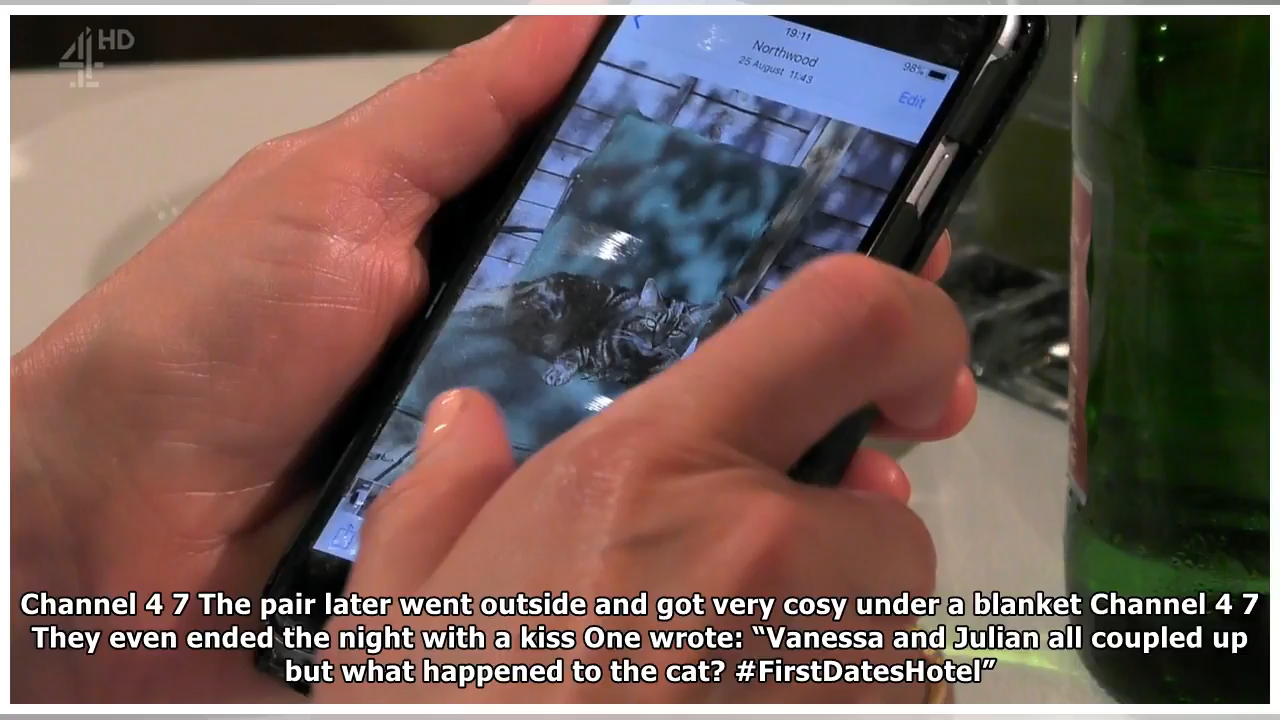 4HD
19:11
Northwood
98%
25 August 11:43
Edit
Channel 4 7 The pair later went outside and got very cosy under a blanket Channel 4 7
They even ended the night with a kiss One wrote: “Vanessa and Julian all coupled up
but what happened to the cat? #FirstDatesHotel”